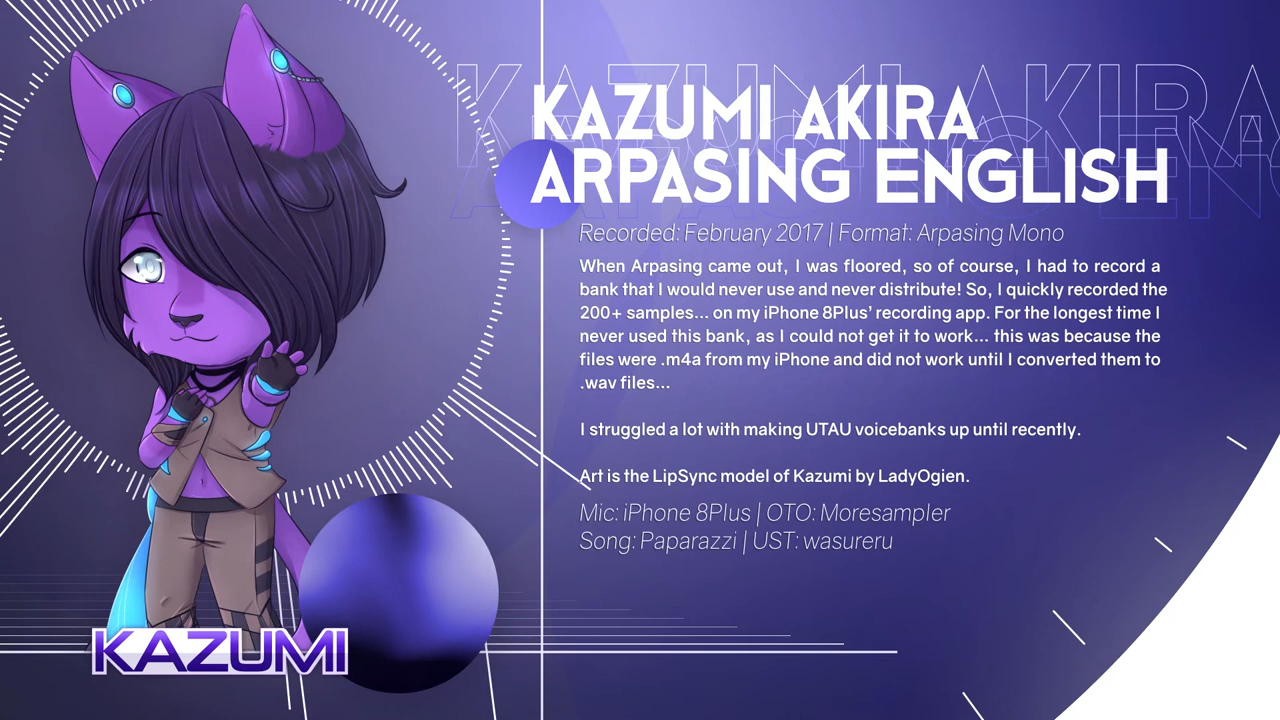 KAZUMI AKIRA
ARPASING ENGLISH
Recorded: February 2017 | Format: Arpasing Mono
When Arpasing came out, I was floored, so of course, I had to record a
bank that I would never use and never distribute! So, I quickly recorded the
200+ samples... on my iPhone 8Plus’ recording app. For the longest time I
never used this bank, as I could not get it to work... this was because the
files were .m4a from my iPhone and did not work until I converted them to
.wav files...
I struggled a lot with making UTAU voicebanks up until recently.
Art is the LipSync model of Kazumi by LadyOgien.
Mic: iPhone 8Plus | OTO: Moresampler
Song: Paparazzi | UST: wasureru
KAZUMI